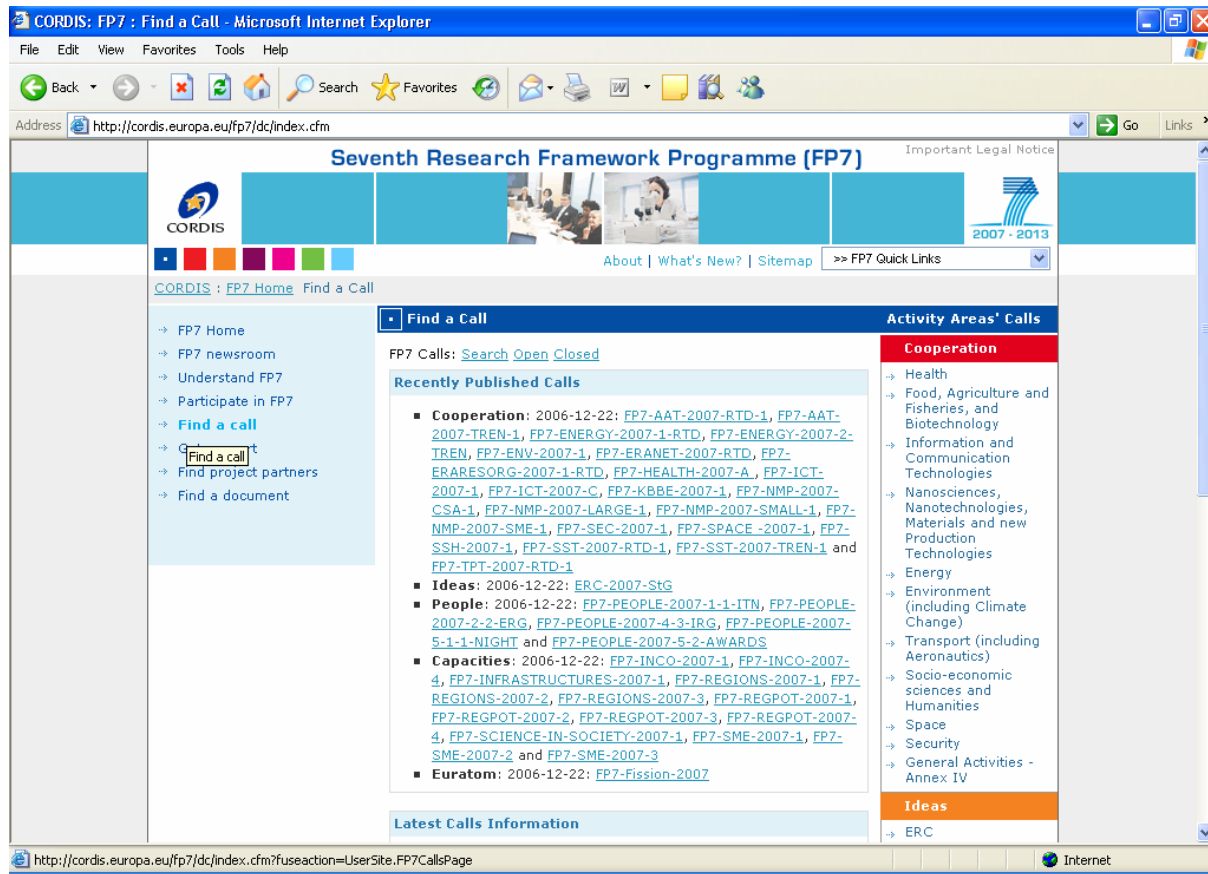 CORDIS: FP7 : Find a Call - Microsoft Internet Explorer
File Edit View Favorites Tools Help
Back Search Favorites
Address http://cordis.europa.eu/fp7/dc/index.cfm Go Links
Seventh Research Framework Programme (FP7)
Important Legal Notice
CORDIS
2007 - 2013
About | What's New? | Sitemap >> FP7 Quick Links
CORDIS : FP7 Home Find a Call
FP7 Home
FP7 newsroom
Understand FP7
Participate in FP7
Find a call
Find a call
Find project partners
Find a document
Find a Call
FP7 Calls: Search Open Closed
Recently Published Calls
Cooperation: 2006-12-22: FP7-AAT-2007-RTD-1, FP7-AAT-
2007-TREN-1, FP7-ENERGY-2007-1-RTD, FP7-ENERGY-2007-2-
TREN, FP7-ENV-2007-1, FP7-ERANET-2007-RTD, FP7-
ERARESORG-2007-1-RTD, FP7-HEALTH-2007-A , FP7-ICT-
2007-1, FP7-ICT-2007-C, FP7-KBBE-2007-1, FP7-NMP-2007-
CSA-1, FP7-NMP-2007-LARGE-1, FP7-NMP-2007-SMALL-1, FP7-
NMP-2007-SME-1, FP7-SEC-2007-1, FP7-SPACE -2007-1, FP7-
SSH-2007-1, FP7-SST-2007-RTD-1, FP7-SST-2007-TREN-1 and
FP7-TPT-2007-RTD-1
Ideas: 2006-12-22: ERC-2007-StG
People: 2006-12-22: FP7-PEOPLE-2007-1-1-ITN, FP7-PEOPLE-
2007-2-2-ERG, FP7-PEOPLE-2007-4-3-IRG, FP7-PEOPLE-2007-
5-1-1-NIGHT and FP7-PEOPLE-2007-5-2-AWARDS
Capacities: 2006-12-22: FP7-INCO-2007-1, FP7-INCO-2007-
4, FP7-INFRASTRUCTURES-2007-1, FP7-REGIONS-2007-1, FP7-
REGIONS-2007-2, FP7-REGIONS-2007-3, FP7-REGPOT-2007-1,
FP7-REGPOT-2007-2, FP7-REGPOT-2007-3, FP7-REGPOT-2007-
4, FP7-SCIENCE-IN-SOCIETY-2007-1, FP7-SME-2007-1, FP7-
SME-2007-2 and FP7-SME-2007-3
Euratom: 2006-12-22: FP7-Fission-2007
Latest Calls Information
Activity Areas' Calls
Cooperation
Health
Food, Agriculture and
Fisheries, and
Biotechnology
Information and
Communication
Technologies
Nanosciences,
Nanotechnologies,
Materials and new
Production
Technologies
Energy
Environment
(including Climate
Change)
Transport (including
Aeronautics)
Socio-economic
sciences and
Humanities
Space
Security
General Activities -
Annex IV
Ideas
ERC
http://cordis.europa.eu/fp7/dc/index.cfm?fuseaction=UserSite.FP7CallsPage Internet